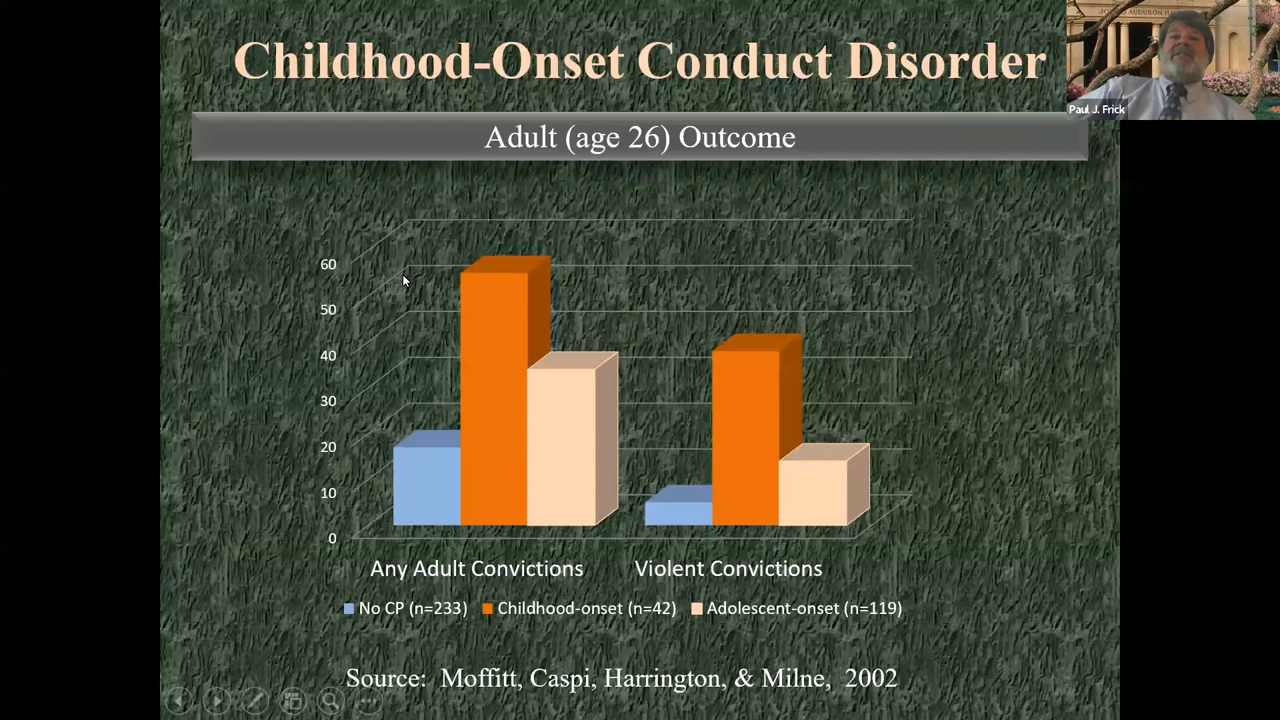 Childhood-Onset Conduct Disorder
Adult (age 26) Outcome
Paul J. Frick
60
50
40
30
20
10
0
Any Adult Convictions
Violent Convictions
No CP (n=233)
Childhood-onset (n=42)
Adolescent-onset (n=119)
Source: Moffitt, Caspi, Harrington, & Milne, 2002